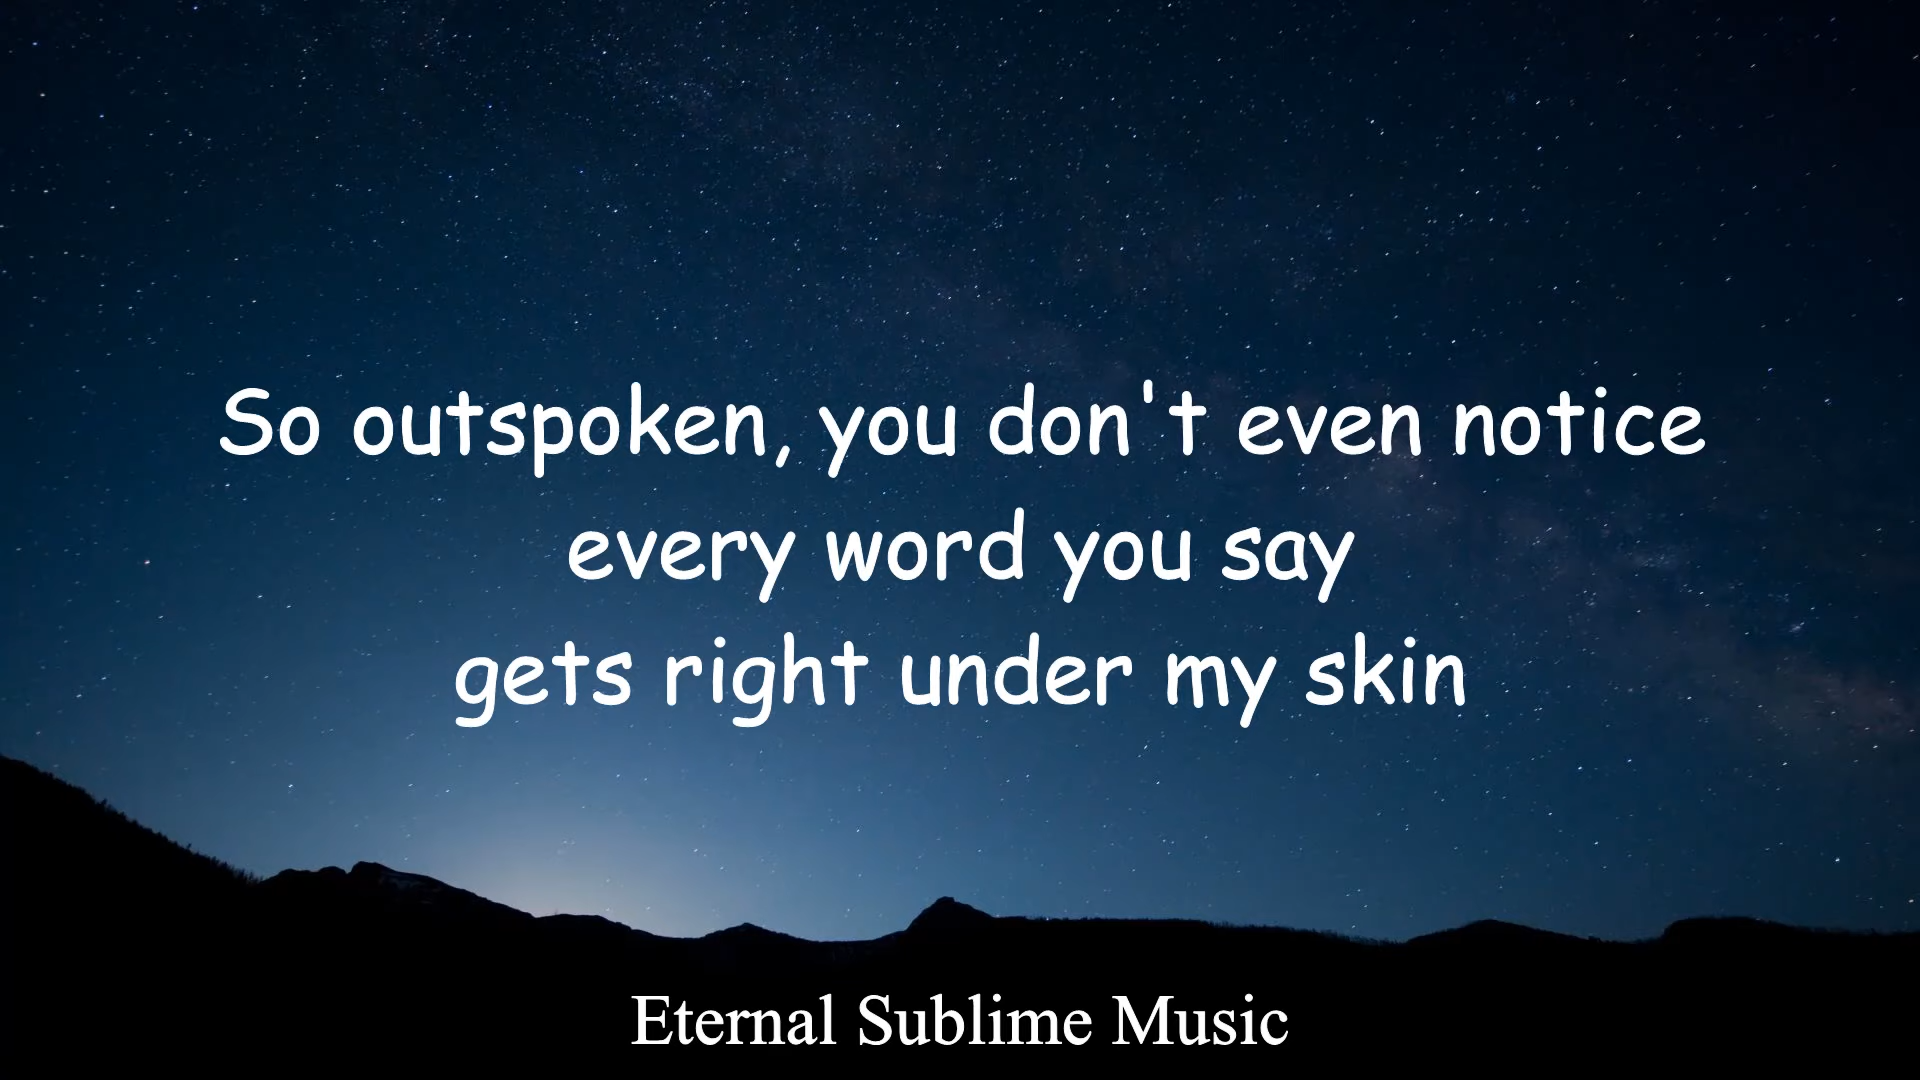 So outspoken, you don't even notice
every word you say
gets right under my skin
Eternal Sublime Music